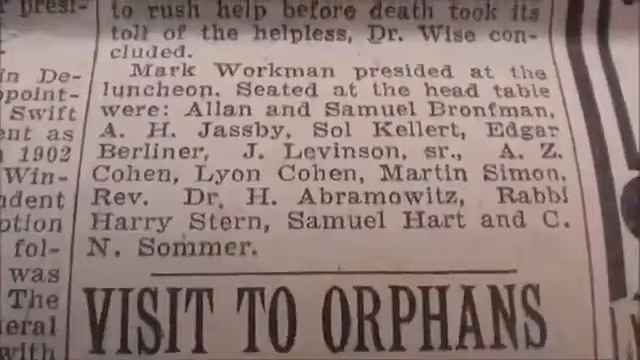 to rush help before death took its
toll of the helpless, Dr. Wise con-
cluded.
Mark Workman presided at the
luncheon. Seated at the head table
were: Allan and Samuel Bronfman,
A. H. Jassby, Sol Kellert, Edgar
Berliner, J. Levinson, sr., A. Z.
Cohen, Lyon Cohen, Martin Simon,
Rev. Dr. H. Abramowitz, Rabbi
Harry Stern, Samuel Hart and C.
N. Sommer.
VISIT TO ORPHANS
in De-
ppoint-
Swift
ent as
1902
Win-
ident
ption
fol-
was
The
neral
with